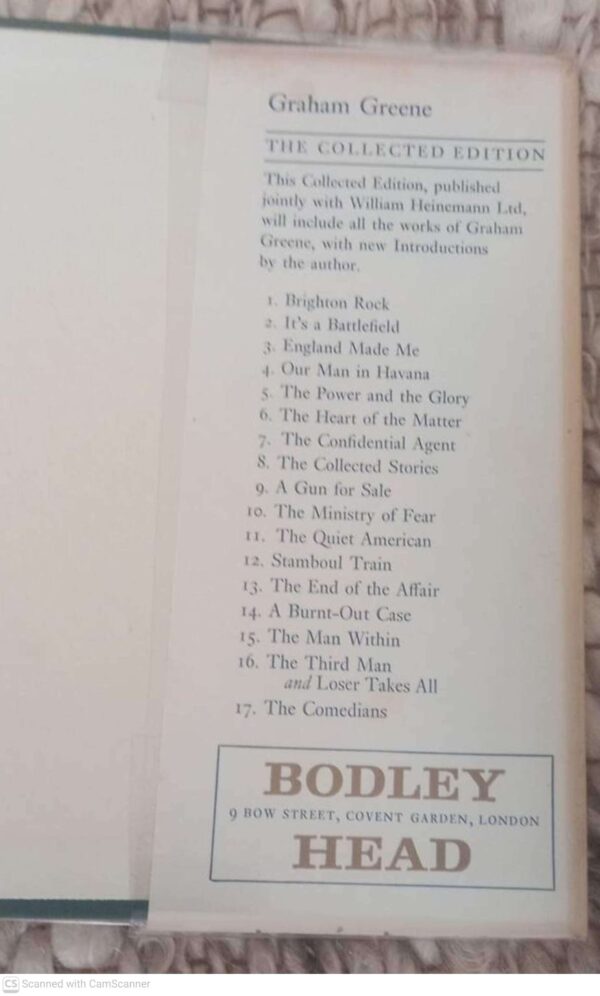 Graham Greene
THE COLLECTED EDITION
This Collected Edition, published
jointly with William Heinemann Ltd,
will include all the works of Graham
Greene, with new Introductions
by the author.
1. Brighton Rock
2. It's a Battlefield
3. England Made Me
4. Our Man in Havana
5. The Power and the Glory
6. The Heart of the Matter
7. The Confidential Agent
8. The Collected Stories
9. A Gun for Sale
10. The Ministry of Fear
11. The Quiet American
12. Stamboul Train
13. The End of the Affair
14. A Burnt-Out Case
15. The Man Within
16. The Third Man
and Loser Takes All
17. The Comedians
BODLEY
9 BOW STREET, COVENT GARDEN, LONDON
HEAD
CS Scanned with CamScanner